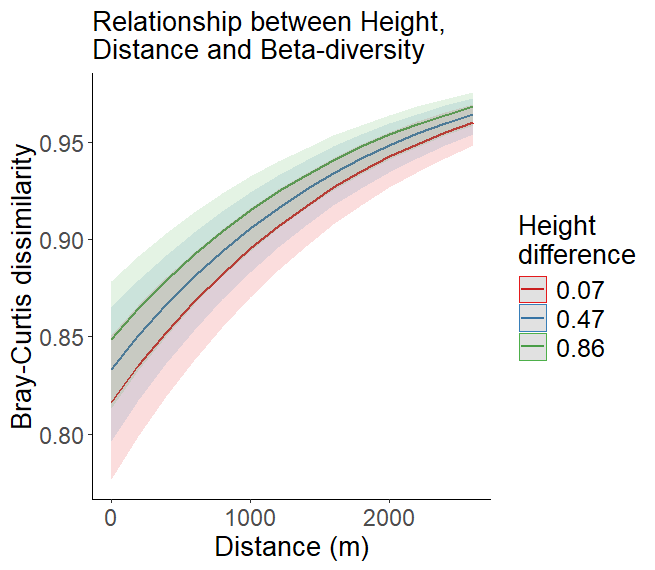 Relationship between Height,
Distance and Beta-diversity
Bray-Curtis dissimilarity
0.95
0.90
0.85
0.80
0
1000
2000
Distance (m)
Height
difference
0.07
0.47
0.86